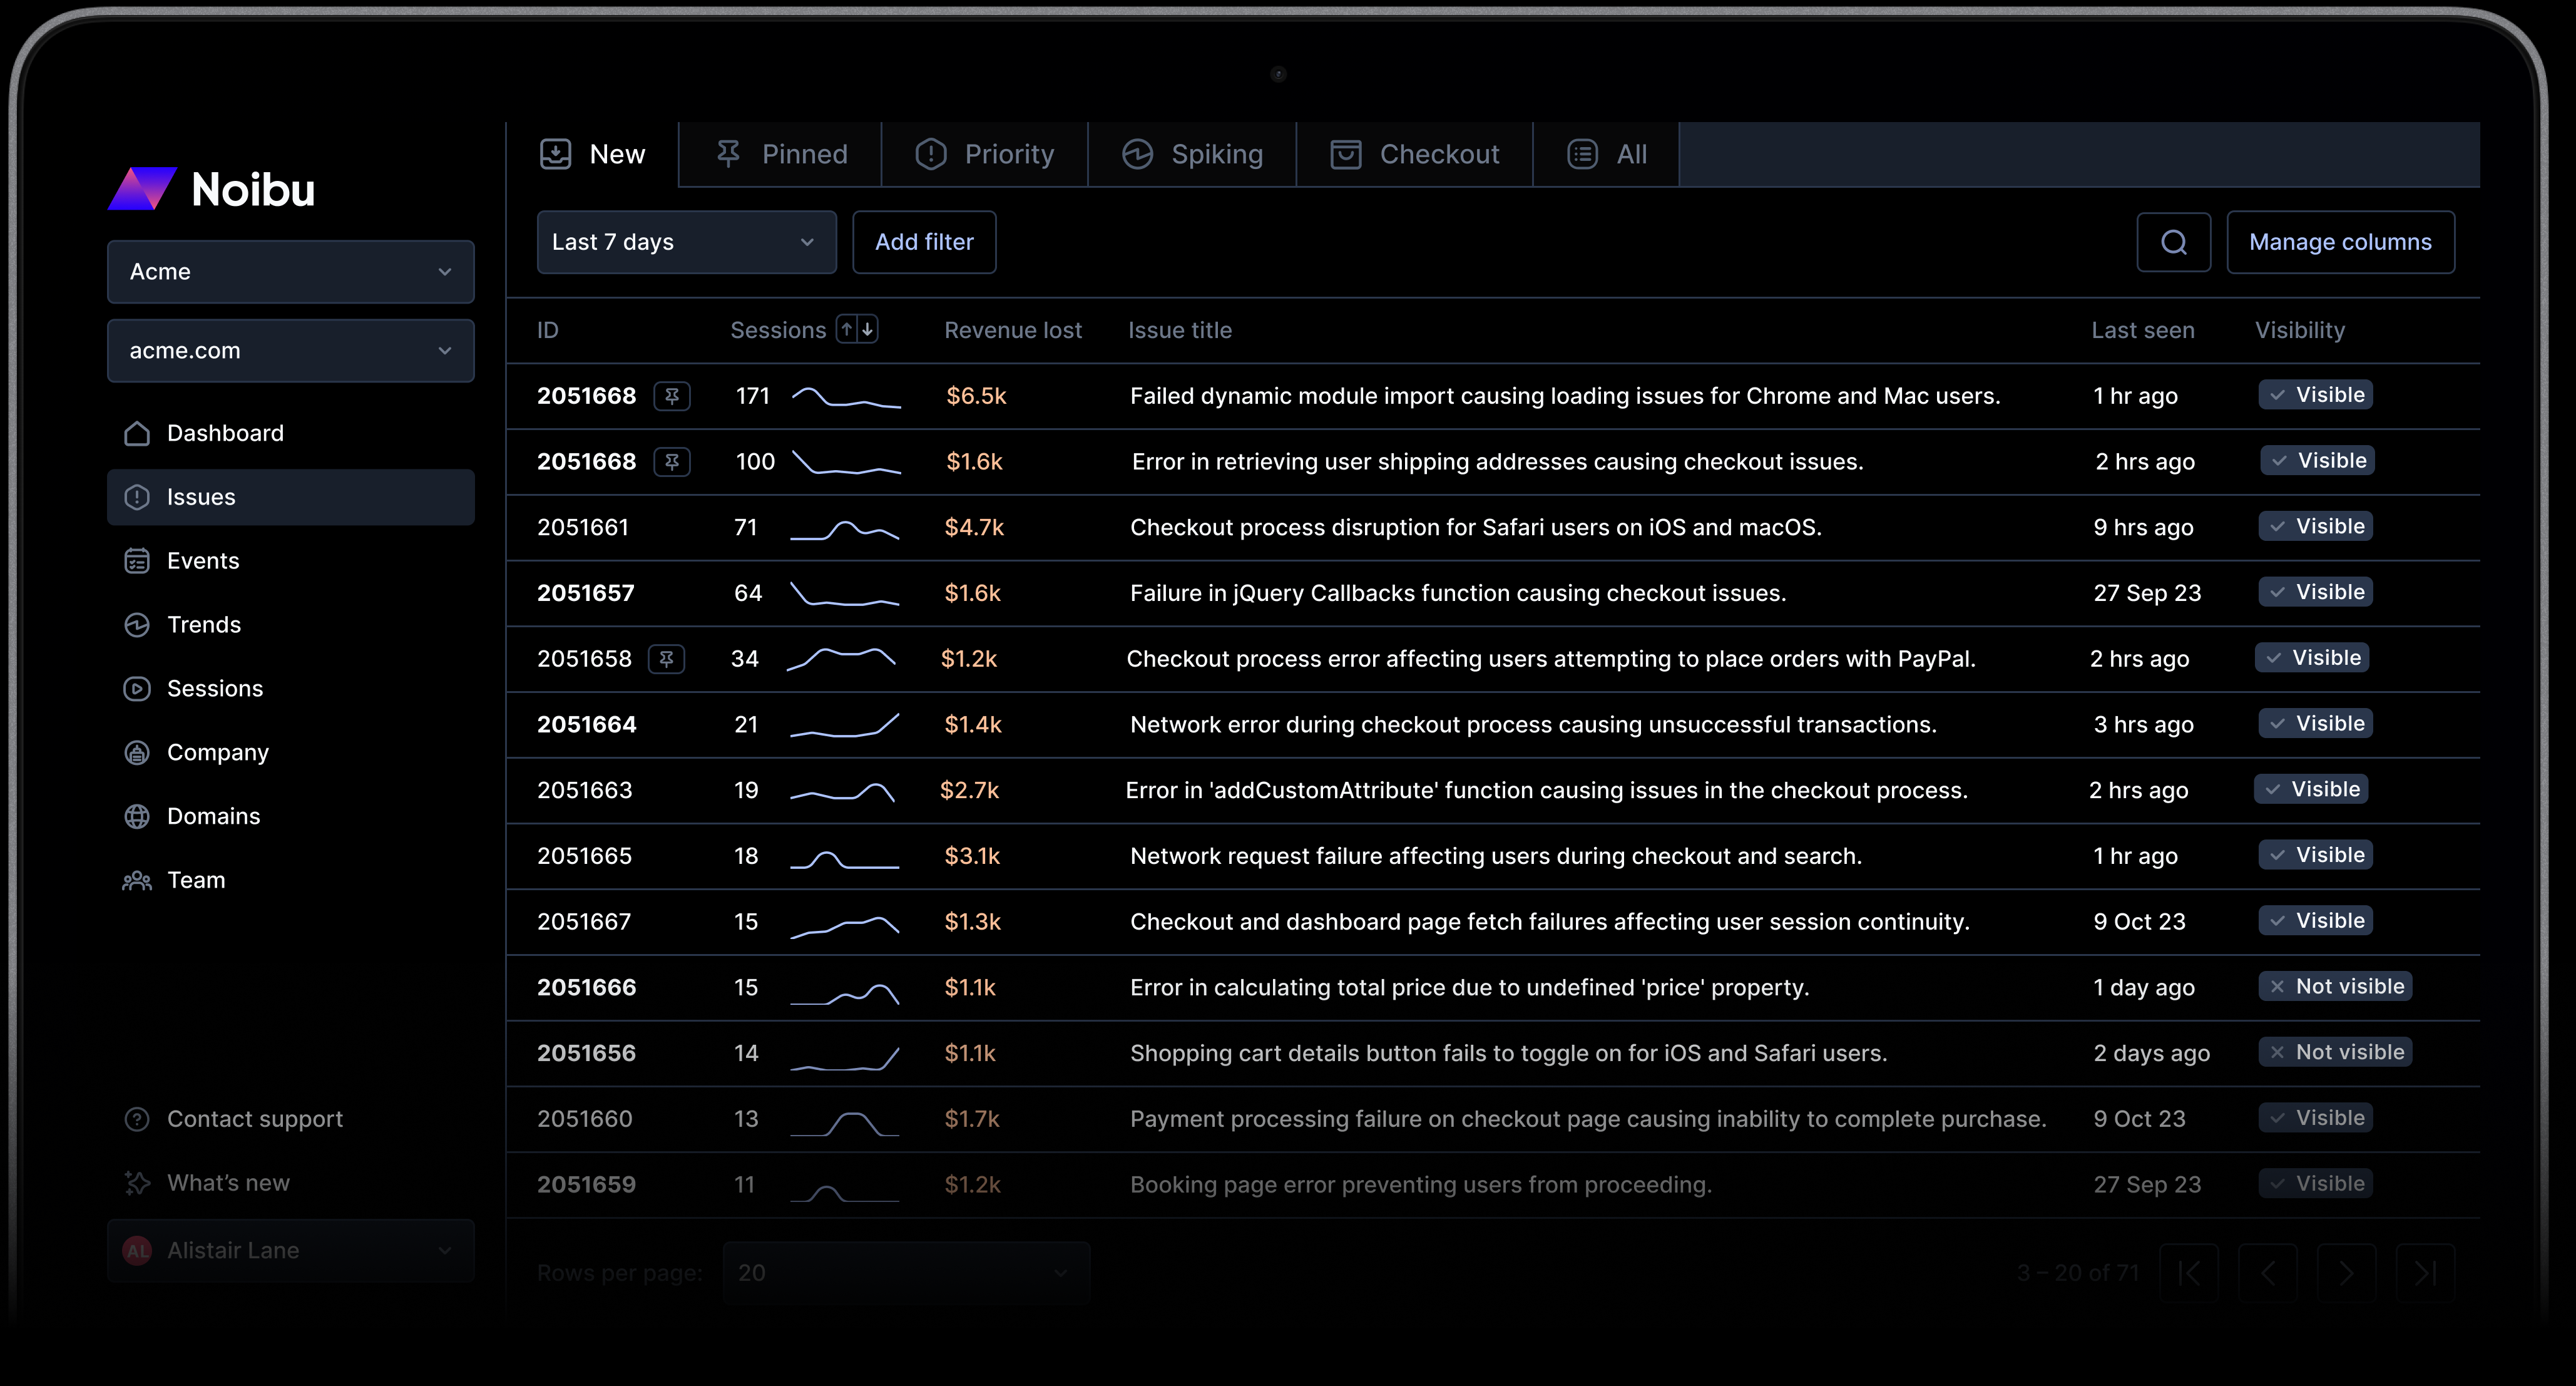 Noibu
Acme
acme.com
Dashboard
Issues
Events
Trends
Sessions
Company
Domains
Team
Contact support
What's new
AL Alistair Lane
New Pinned Priority Spiking Checkout All
Last 7 days Add filter Manage columns
ID Sessions Revenue lost Issue title Last seen Visibility
2051668 171 $6.5k Failed dynamic module import causing loading issues for Chrome and Mac users. 1 hr ago Visible
2051668 100 $1.6k Error in retrieving user shipping addresses causing checkout issues. 2 hrs ago Visible
2051661 71 $4.7k Checkout process disruption for Safari users on iOS and macOS. 9 hrs ago Visible
2051657 64 $1.6k Failure in jQuery Callbacks function causing checkout issues. 27 Sep 23 Visible
2051658 34 $1.2k Checkout process error affecting users attempting to place orders with PayPal. 2 hrs ago Visible
2051664 21 $1.4k Network error during checkout process causing unsuccessful transactions. 3 hrs ago Visible
2051663 19 $2.7k Error in 'addCustomAttribute' function causing issues in the checkout process. 2 hrs ago Visible
2051665 18 $3.1k Network request failure affecting users during checkout and search. 1 hr ago Visible
2051667 15 $1.3k Checkout and dashboard page fetch failures affecting user session continuity. 9 Oct 23 Visible
2051666 15 $1.1k Error in calculating total price due to undefined 'price' property. 1 day ago Not visible
2051656 14 $1.1k Shopping cart details button fails to toggle on for iOS and Safari users. 2 days ago Not visible
2051660 13 $1.7k Payment processing failure on checkout page causing inability to complete purchase. 9 Oct 23 Visible
2051659 11 $1.2k Booking page error preventing users from proceeding. 27 Sep 23 Visible
Rows per page: 20 3 – 20 of 71